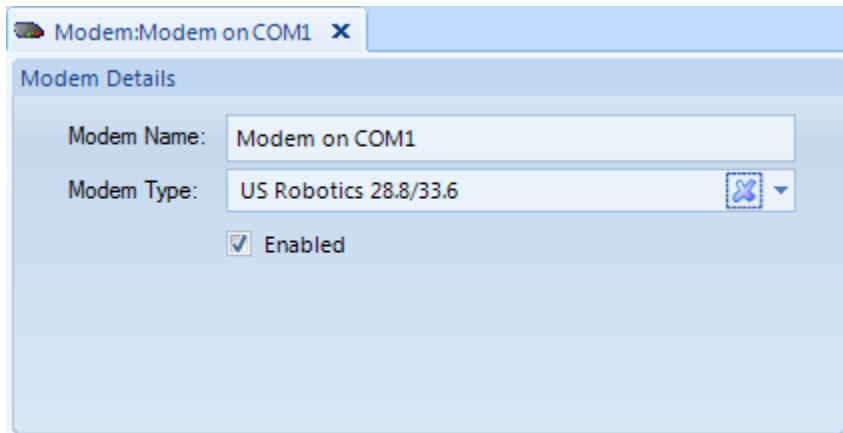 Modem:Modem on COM1
Modem Details
Modem Name: Modem on COM1
Modem Type: US Robotics 28.8/33.6
Enabled